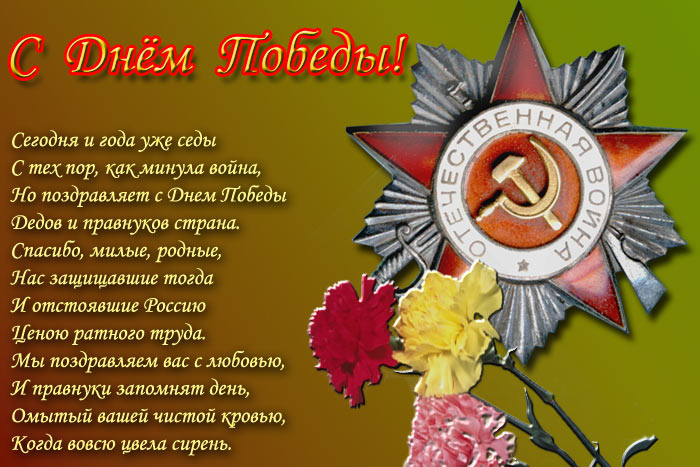 С Днём Победы!
ОТЕЧЕСТВЕННАЯ ВОЙНА
Сегодня и года уже седы
С тех пор, как минула война,
Но поздравляет с Днем Победы
Дедов и правнуков страна.
Спасибо, милые, родные,
Нас защищавшие тогда
И отстоявшие Россию
Ценою ратного труда.
Мы поздравляем вас с любовью,
И правнуки запомнят день,
Омытый вашей чистой кровью,
Когда вовсю цвела сирень.